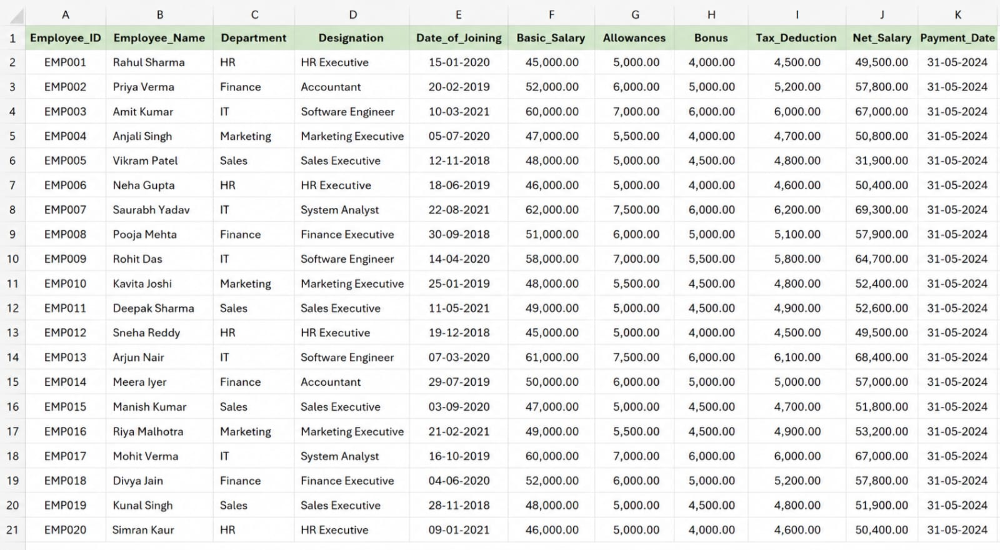 A B C D E F G H I J K
1 Employee_ID Employee_Name Department Designation Date_of_Joining Basic_Salary Allowances Bonus Tax_Deduction Net_Salary Payment_Date
2 EMP001 Rahul Sharma HR HR Executive 15-01-2020 45,000.00 5,000.00 4,000.00 4,500.00 49,500.00 31-05-2024
3 EMP002 Priya Verma Finance Accountant 20-02-2019 52,000.00 6,000.00 5,000.00 5,200.00 57,800.00 31-05-2024
4 EMP003 Amit Kumar IT Software Engineer 10-03-2021 60,000.00 7,000.00 6,000.00 6,000.00 67,000.00 31-05-2024
5 EMP004 Anjali Singh Marketing Marketing Executive 05-07-2020 47,000.00 5,500.00 4,000.00 4,700.00 50,800.00 31-05-2024
6 EMP005 Vikram Patel Sales Sales Executive 12-11-2018 48,000.00 5,000.00 4,500.00 4,800.00 31,900.00 31-05-2024
7 EMP006 Neha Gupta HR HR Executive 18-06-2019 46,000.00 5,000.00 4,000.00 4,600.00 50,400.00 31-05-2024
8 EMP007 Saurabh Yadav IT System Analyst 22-08-2021 62,000.00 7,500.00 6,000.00 6,200.00 69,300.00 31-05-2024
9 EMP008 Pooja Mehta Finance Finance Executive 30-09-2018 51,000.00 6,000.00 5,000.00 5,100.00 57,900.00 31-05-2024
10 EMP009 Rohit Das IT Software Engineer 14-04-2020 58,000.00 7,000.00 5,500.00 5,800.00 64,700.00 31-05-2024
11 EMP010 Kavita Joshi Marketing Marketing Executive 25-01-2019 48,000.00 5,500.00 4,500.00 4,800.00 52,400.00 31-05-2024
12 EMP011 Deepak Sharma Sales Sales Executive 11-05-2021 49,000.00 5,000.00 4,500.00 4,900.00 52,600.00 31-05-2024
13 EMP012 Sneha Reddy HR HR Executive 19-12-2018 45,000.00 5,000.00 4,000.00 4,500.00 49,500.00 31-05-2024
14 EMP013 Arjun Nair IT Software Engineer 07-03-2020 61,000.00 7,500.00 6,000.00 6,100.00 68,400.00 31-05-2024
15 EMP014 Meera Iyer Finance Accountant 29-07-2019 50,000.00 6,000.00 5,000.00 5,000.00 57,000.00 31-05-2024
16 EMP015 Manish Kumar Sales Sales Executive 03-09-2020 47,000.00 5,000.00 4,500.00 4,700.00 51,800.00 31-05-2024
17 EMP016 Riya Malhotra Marketing Marketing Executive 21-02-2021 49,000.00 5,500.00 4,500.00 4,900.00 53,200.00 31-05-2024
18 EMP017 Mohit Verma IT System Analyst 16-10-2019 60,000.00 7,000.00 6,000.00 6,000.00 67,000.00 31-05-2024
19 EMP018 Divya Jain Finance Finance Executive 04-06-2020 52,000.00 6,000.00 5,000.00 5,200.00 57,800.00 31-05-2024
20 EMP019 Kunal Singh Sales Sales Executive 28-11-2018 48,000.00 5,000.00 4,500.00 4,800.00 51,900.00 31-05-2024
21 EMP020 Simran Kaur HR HR Executive 09-01-2021 46,000.00 5,000.00 4,000.00 4,600.00 50,400.00 31-05-2024